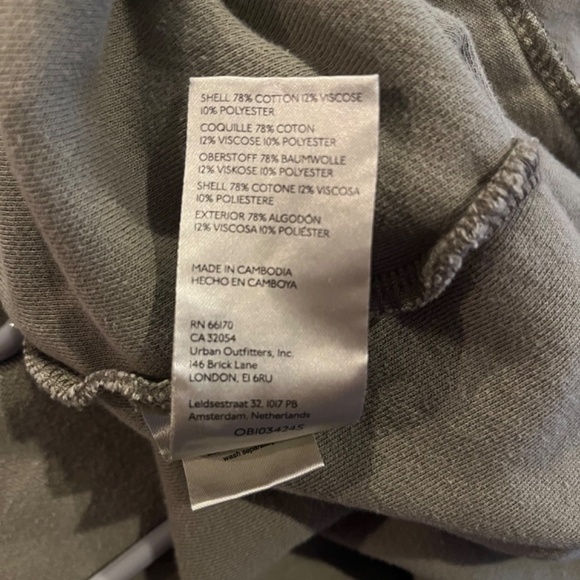 SHELL 78% COTTON 12% VISCOSE
10% POLYESTER
COQUILLE 78% COTON
12% VISCOSE 10% POLYESTER
OBERSTOFF 78% BAUMWOLLE
12% VISKOSE 10% POLYESTER
SHELL 78% COTONE 12% VISCOSA
10% POLIESTERE
EXTERIOR 78% ALGODÓN
12% VISCOSA 10% POLIÉSTER
MADE IN CAMBODIA
HECHO EN CAMBOYA
RN 66170
CA 32054
Urban Outfitters, Inc.
146 Brick Lane
LONDON, E1 6RU
Leidsestraat 32, 1017 PB
Amsterdam, Netherlands
OB1034245
wash